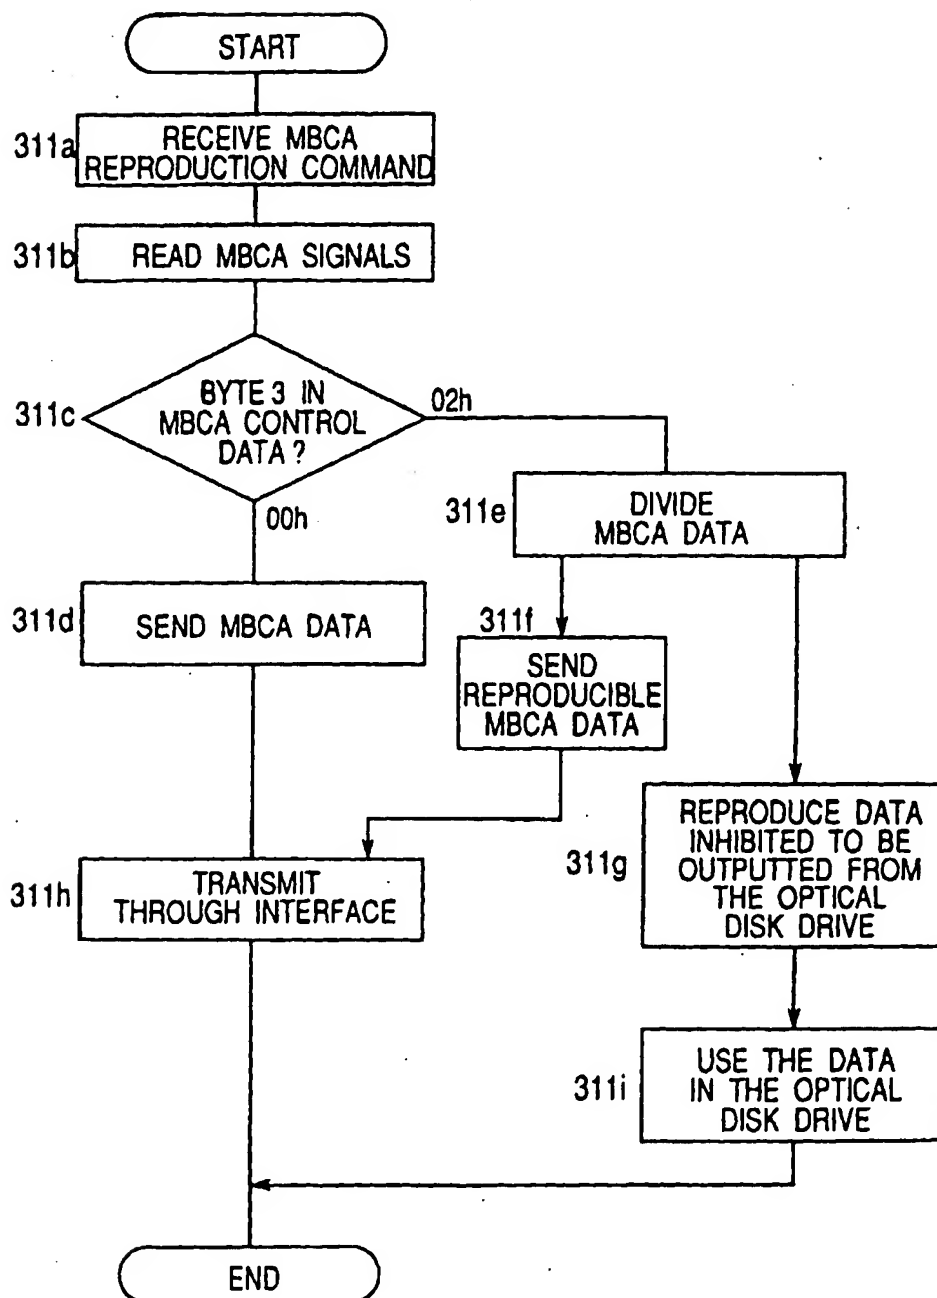 START
311a
RECEIVE MBCA
REPRODUCTION COMMAND
311b
READ MBCA SIGNALS
311c
BYTE 3 IN
MBCA CONTROL
DATA ?
02h
00h
311e
DIVIDE
MBCA DATA
311d
SEND MBCA DATA
311f
SEND
REPRODUCIBLE
MBCA DATA
311g
REPRODUCE DATA
INHIBITED TO BE
OUTPUTTED FROM
THE OPTICAL
DISK DRIVE
311h
TRANSMIT
THROUGH INTERFACE
311i
USE THE DATA
IN THE OPTICAL
DISK DRIVE
END